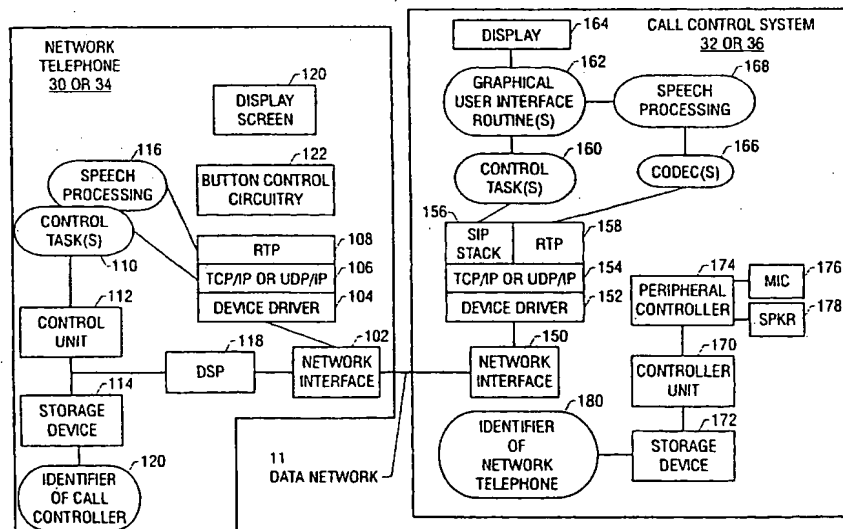 NETWORK
TELEPHONE
30 OR 34
120
DISPLAY
SCREEN
122
BUTTON CONTROL
CIRCUITRY
116
SPEECH
PROCESSING
CONTROL
TASK(S)
110
RTP
108
TCP/IP OR UDP/IP
106
DEVICE DRIVER
104
112
CONTROL
UNIT
118
DSP
102
NETWORK
INTERFACE
114
STORAGE
DEVICE
120
IDENTIFIER
OF CALL
CONTROLLER
11
DATA NETWORK
CALL CONTROL SYSTEM
32 OR 36
164
DISPLAY
162
GRAPHICAL
USER INTERFACE
ROUTINE(S)
168
SPEECH
PROCESSING
160
CONTROL
TASK(S)
166
CODEC(S)
156
SIP
STACK
RTP
158
TCP/IP OR UDP/IP
154
DEVICE DRIVER
152
150
NETWORK
INTERFACE
174
PERIPHERAL
CONTROLLER
MIC
176
SPKR
178
170
CONTROLLER
UNIT
172
STORAGE
DEVICE
180
IDENTIFIER
OF
NETWORK
TELEPHONE